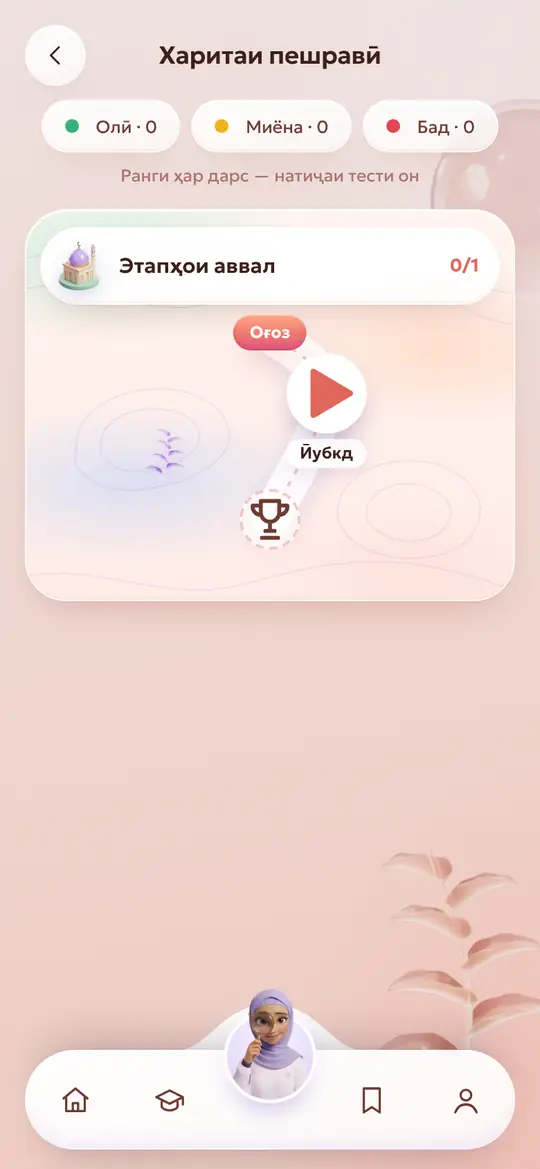 Харитаи пешравӣ
Олӣ · 0
Миёна · 0
Бад · 0
Ранги ҳар дарс — натиҷаи тести он
Этапҳои аввал
0/1
Оғоз
Йубкд